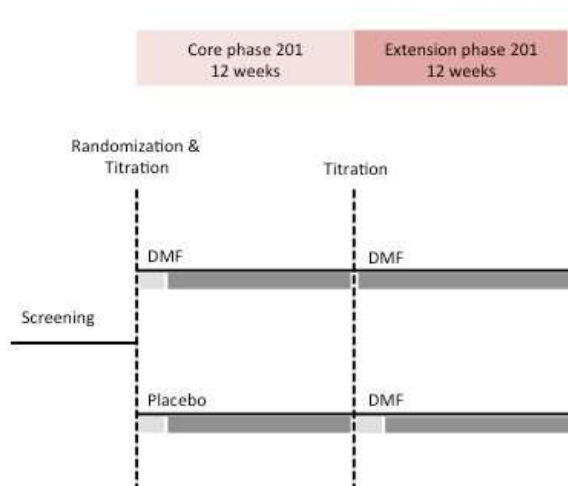 Core phase 201
12 weeks
Extension phase 201
12 weeks
Randomization &
Titration
Titration
DMF
DMF
Screening
Placebo
DMF